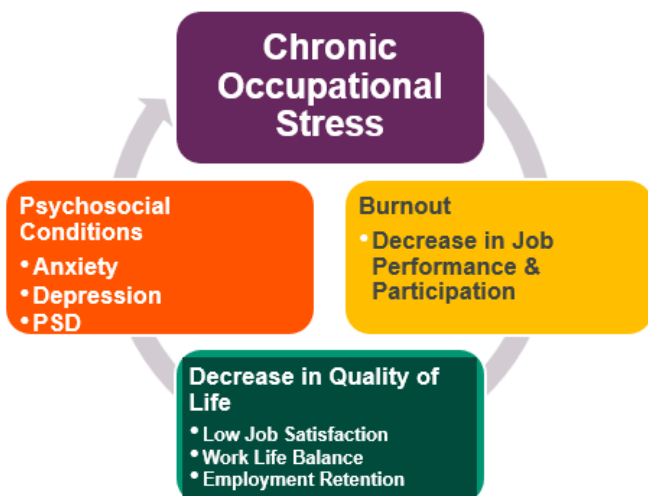 Chronic
Occupational
Stress
Psychosocial
Conditions
• Anxiety
• Depression
• PSD
Burnout
• Decrease in Job
Performance &
Participation
Decrease in Quality of
Life
• Low Job Satisfaction
• Work Life Balance
• Employment Retention